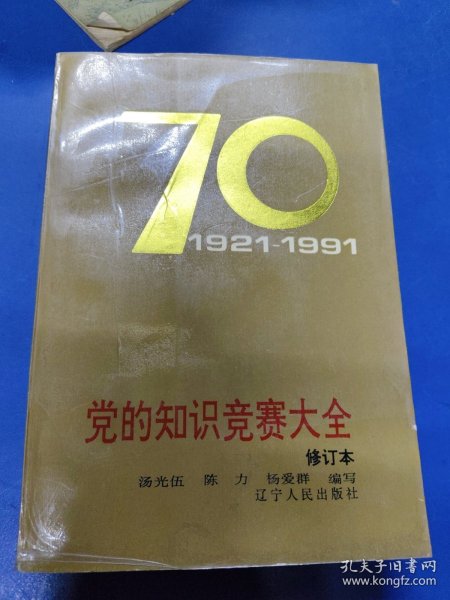 70
1921-1991
党的知识竞赛大全
修订本
汤光伍 陈力 杨爱群 编写
辽宁人民出版社
孔夫子旧书网
www.kongfz.com